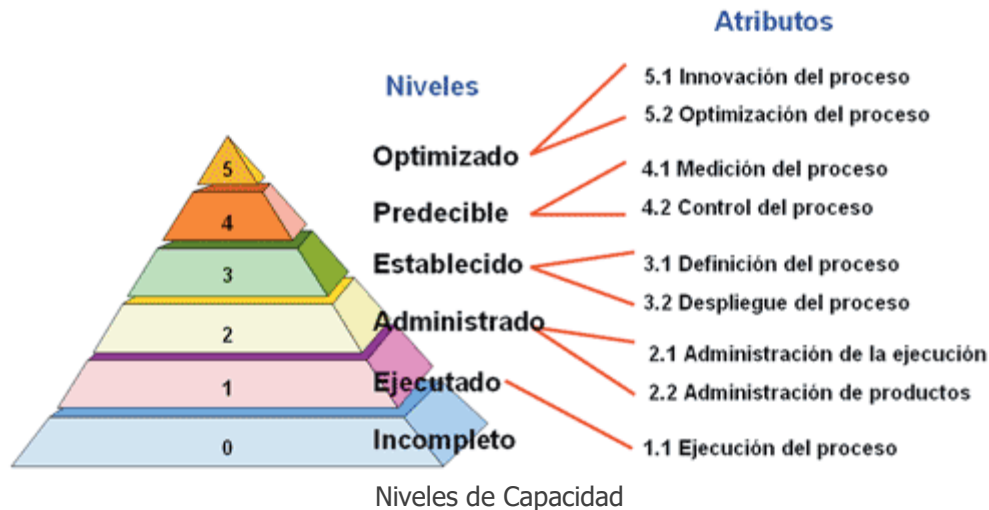 Atributos
Niveles
5.1 Innovación del proceso
5.2 Optimización del proceso
Optimizado
5
4.1 Medición del proceso
4.2 Control del proceso
Predecible
4
Establecido
3.1 Definición del proceso
3.2 Despliegue del proceso
3
Administrado
2
2.1 Administración de la ejecución
2.2 Administración de productos
Ejecutado
1
Incompleto
0
1.1 Ejecución del proceso
Niveles de Capacidad